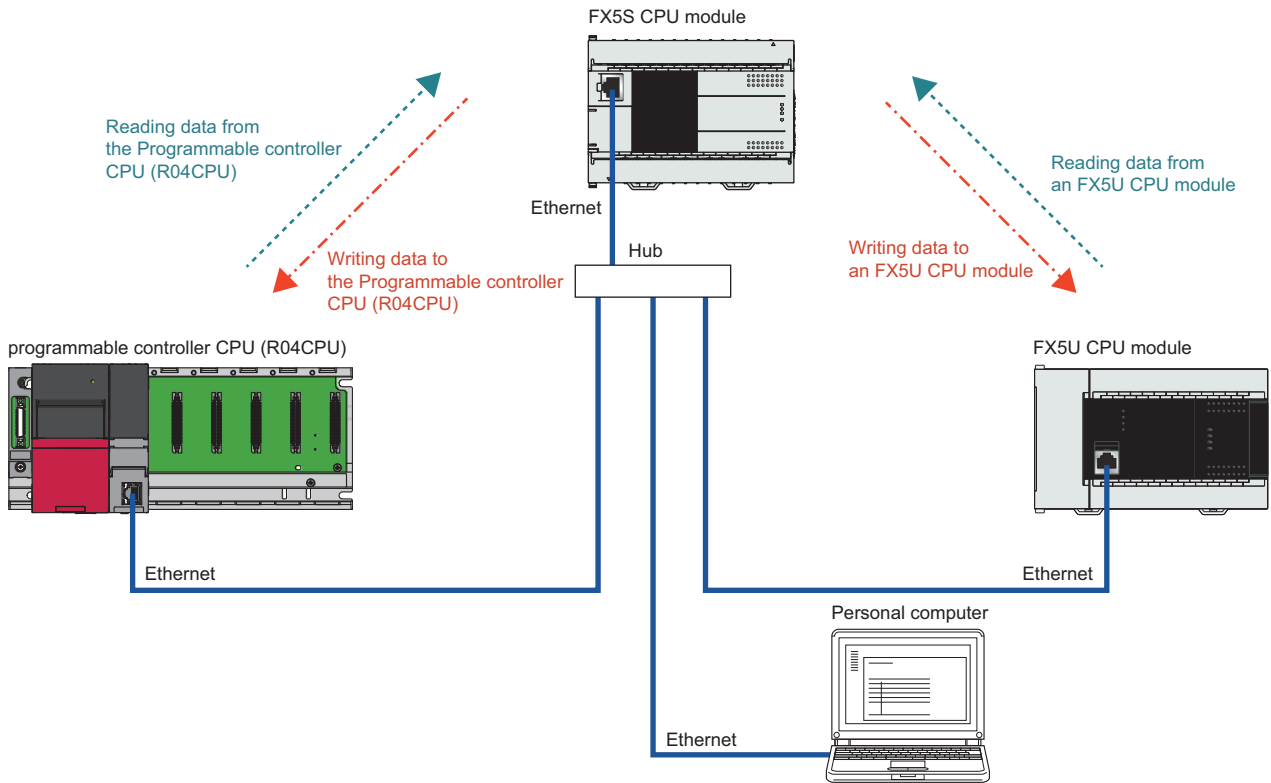 FX5S CPU module
Reading data from
the Programmable controller
CPU (R04CPU)
Reading data from
an FX5U CPU module
Ethernet
Hub
Writing data to
the Programmable controller
CPU (R04CPU)
Writing data to
an FX5U CPU module
programmable controller CPU (R04CPU)
FX5U CPU module
Ethernet
Ethernet
Personal computer
Ethernet